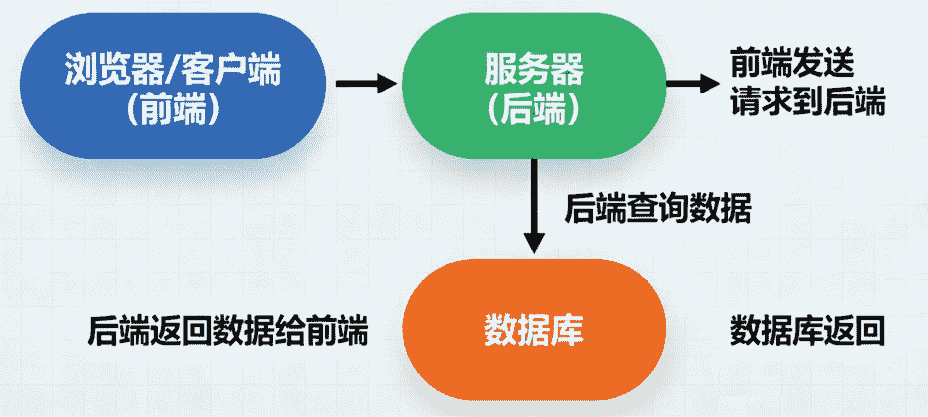 浏览器/客户端
（前端）
服务器
（后端）
前端发送
请求到后端
后端查询数据
后端返回数据给前端
数据库
数据库返回